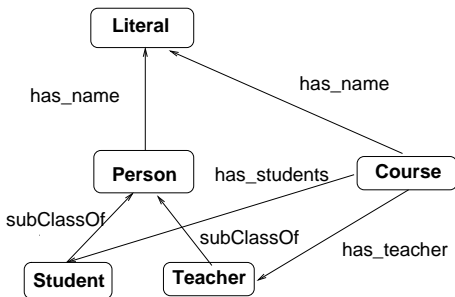 Literal
has_name
has_name
Person
has_students
Course
subClassOf
subClassOf
has_teacher
Student
Teacher